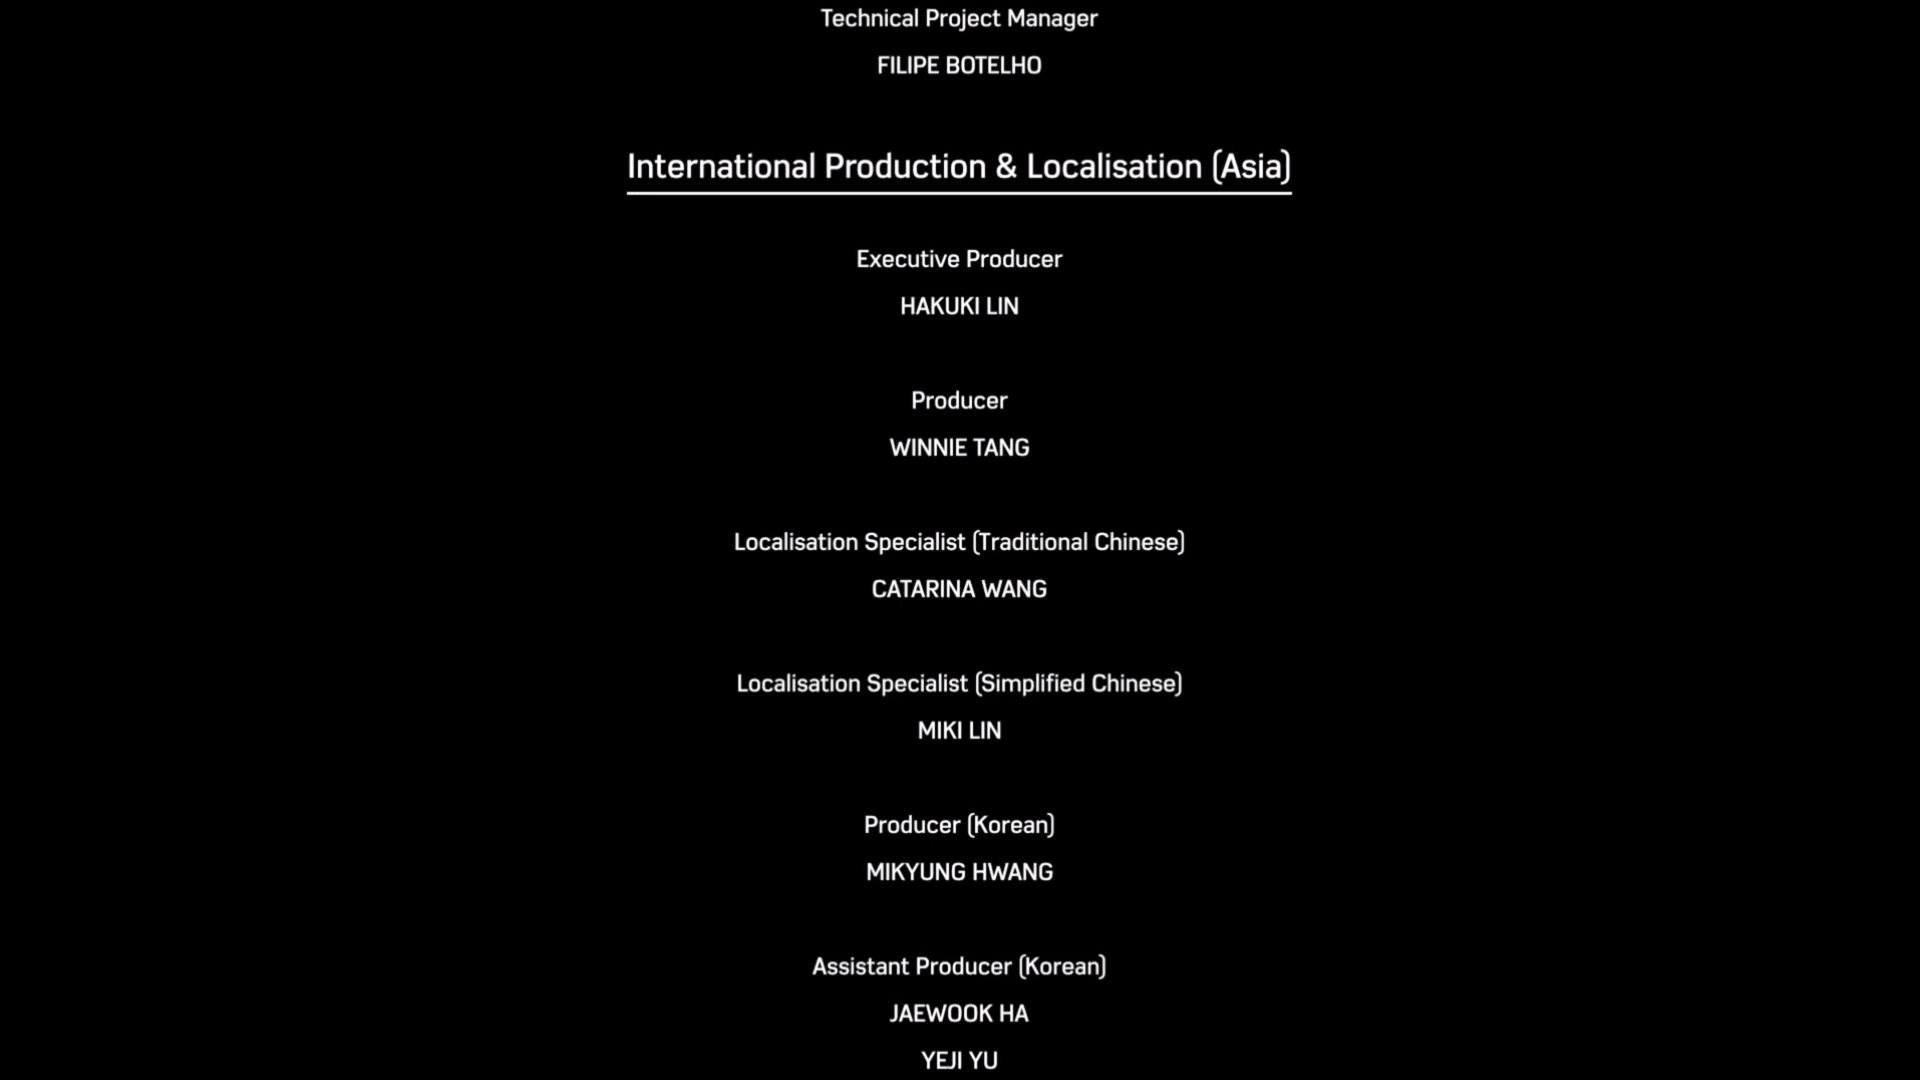 Technical Project Manager
FILIPE BOTELHO
International Production & Localisation (Asia)
Executive Producer
HAKUKI LIN
Producer
WINNIE TANG
Localisation Specialist (Traditional Chinese)
CATARINA WANG
Localisation Specialist (Simplified Chinese)
MIKI LIN
Producer (Korean)
MIKYUNG HWANG
Assistant Producer (Korean)
JAEWOOK HA
YEJI YU